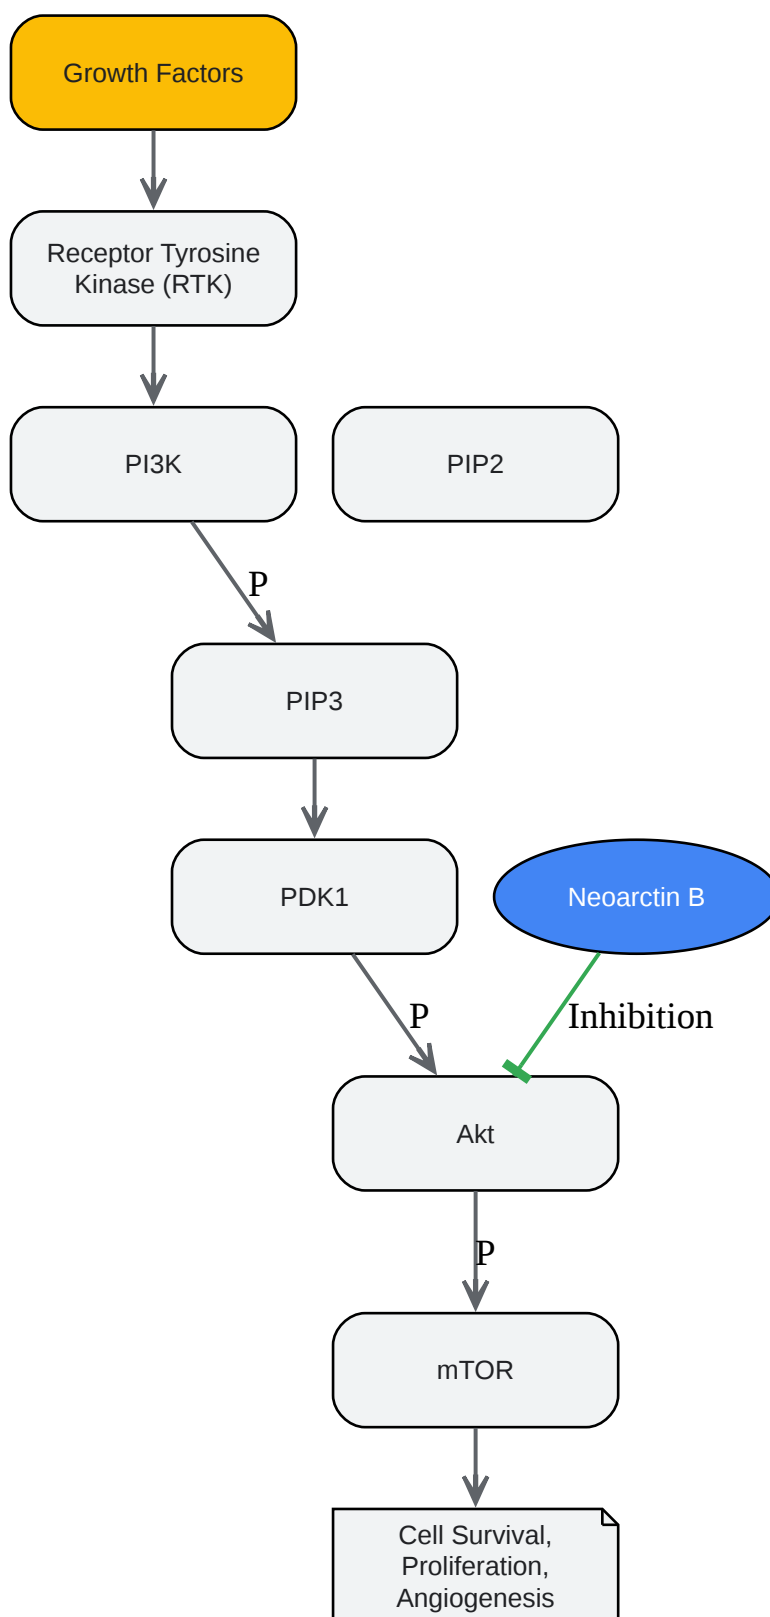 Growth Factors
Receptor Tyrosine
Kinase (RTK)
PI3K
PIP2
P
PIP3
PDK1
Neoarctin B
P
Inhibition
Akt
P
mTOR
Cell Survival,
Proliferation,
Angiogenesis